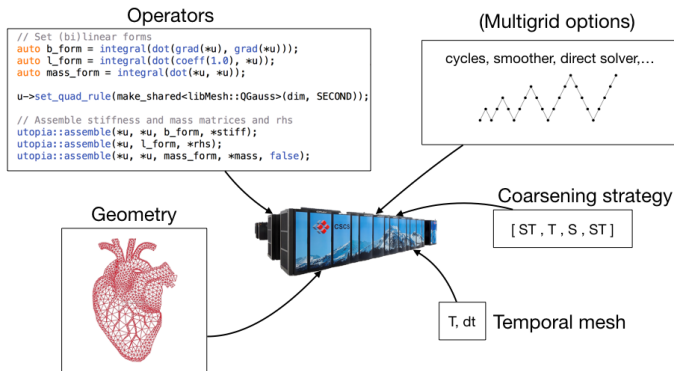 Operators
// Set (bi)linear forms
auto b_form = integral(dot(grad(*u), grad(*u)));
auto l_form = integral(dot(coeff(1.0), *u));
auto mass_form = integral(dot(*u, *u));
u->set_quad_rule(make_shared<libMesh::QGauss>(dim, SECOND));
// Assemble stiffness and mass matrices and rhs
utopia::assemble(*u, *u, b_form, *stiff);
utopia::assemble(*u, l_form, *rhs);
utopia::assemble(*u, *u, mass_form, *mass, false);
(Multigrid options)
cycles, smoother, direct solver,...
Geometry
CSCS
Coarsening strategy
[ ST , T , S , ST ]
T, dt
Temporal mesh